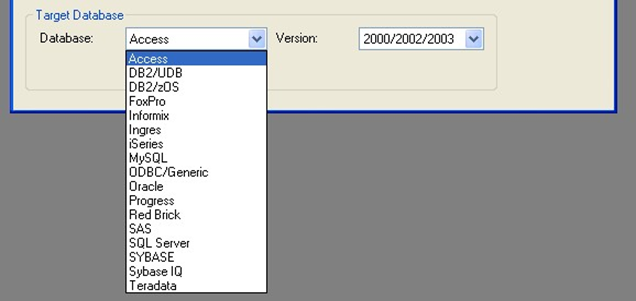 Target Database
Database: Access Version: 2000/2002/2003
Access
DB2/UDB
DB2/zOS
FoxPro
Informix
Ingres
iSeries
MySQL
ODBC/Generic
Oracle
Progress
Red Brick
SAS
SQL Server
SYBASE
Sybase IQ
Teradata